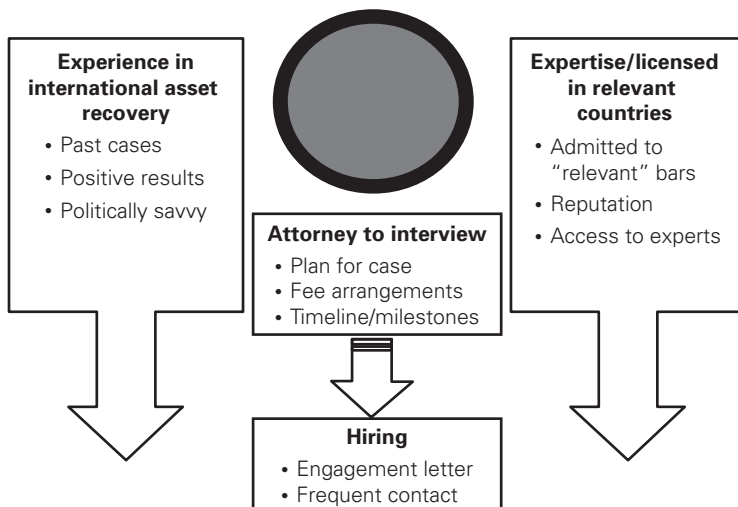 Experience in
international asset
recovery
• Past cases
• Positive results
• Politically savvy
Attorney to interview
• Plan for case
• Fee arrangements
• Timeline/milestones
Expertise/licensed
in relevant
countries
• Admitted to
“relevant” bars
• Reputation
• Access to experts
Hiring
• Engagement letter
• Frequent contact